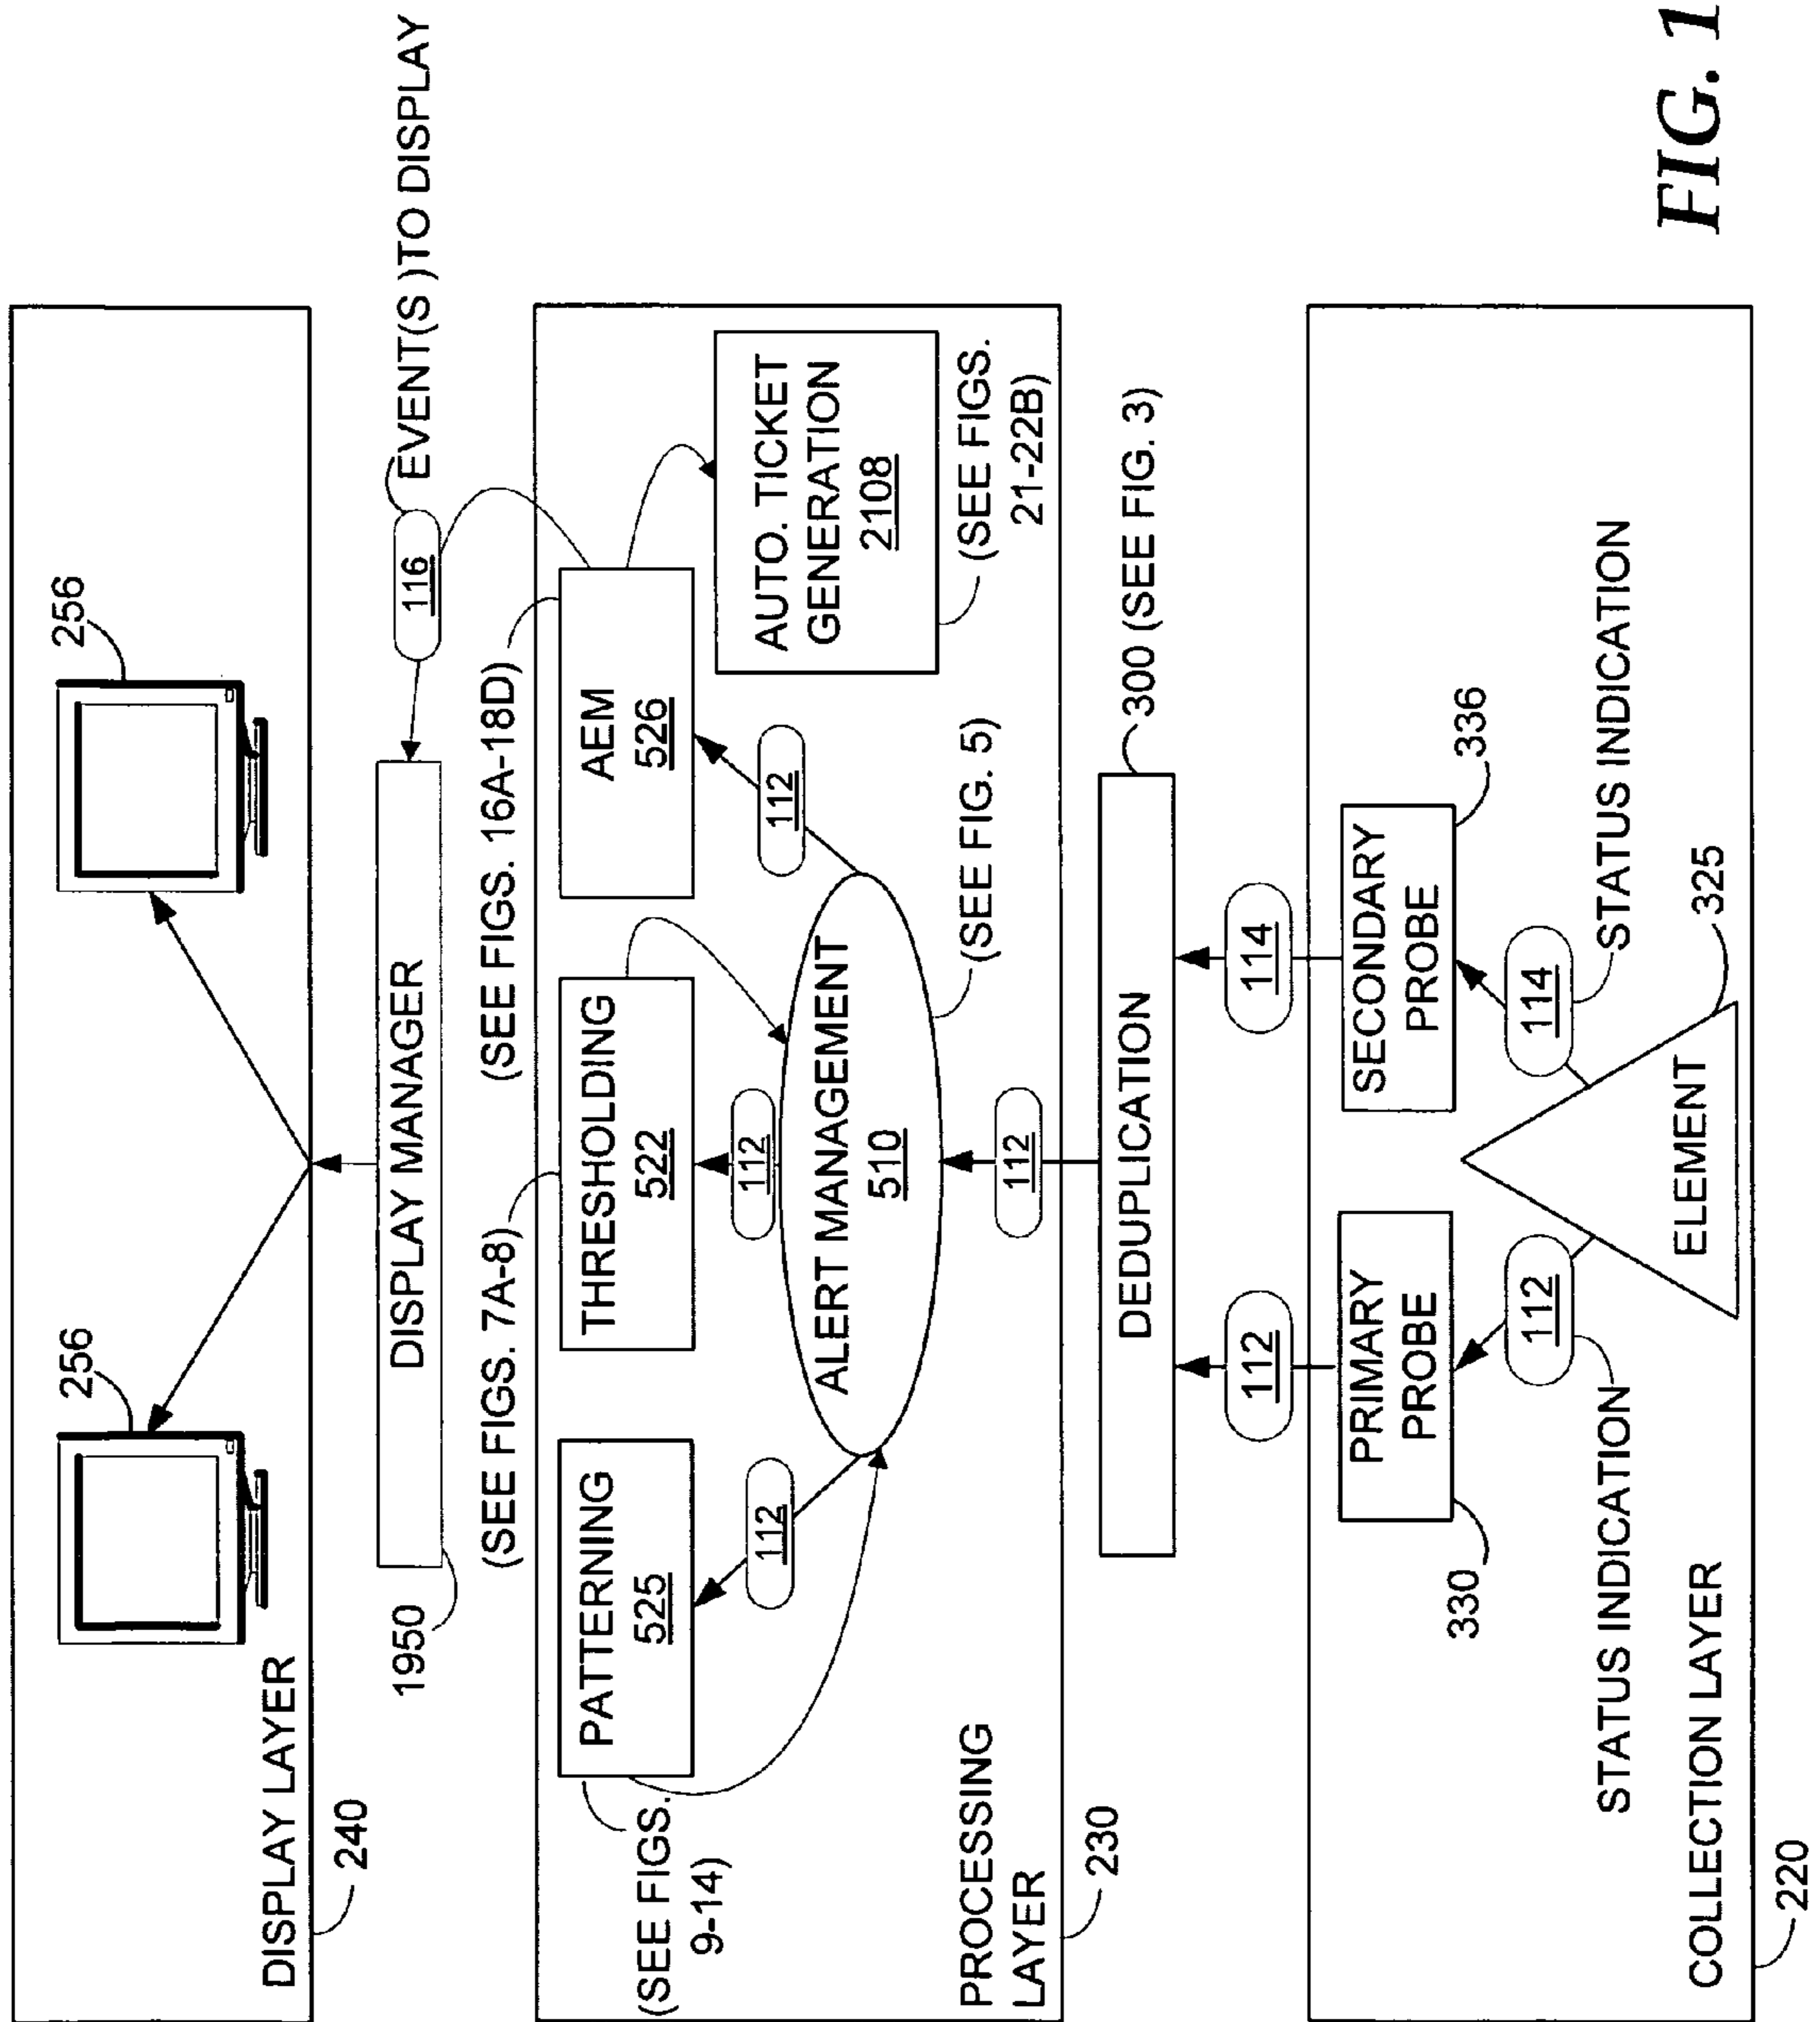 256
256
DISPLAY LAYER
240
EVENT(S )TO DISPLAY
116
DISPLAY MANAGER
1950
(SEE FIGS. 7A-8)
(SEE FIGS. 16A-18D)
PATTERNING
525
THRESHOLDING
522
AEM
526
(SEE FIGS.
9-14)
112
112
112
AUTO. TICKET
GENERATION
2108
ALERT MANAGEMENT
510
(SEE FIG. 5)
(SEE FIGS.
21-22B)
PROCESSING
LAYER
230
112
DEDUPLICATION
300 (SEE FIG. 3)
112
114
PRIMARY
PROBE
330
SECONDARY
PROBE
336
112
114
STATUS INDICATION
STATUS INDICATION
ELEMENT
325
COLLECTION LAYER
220
FIG. 1